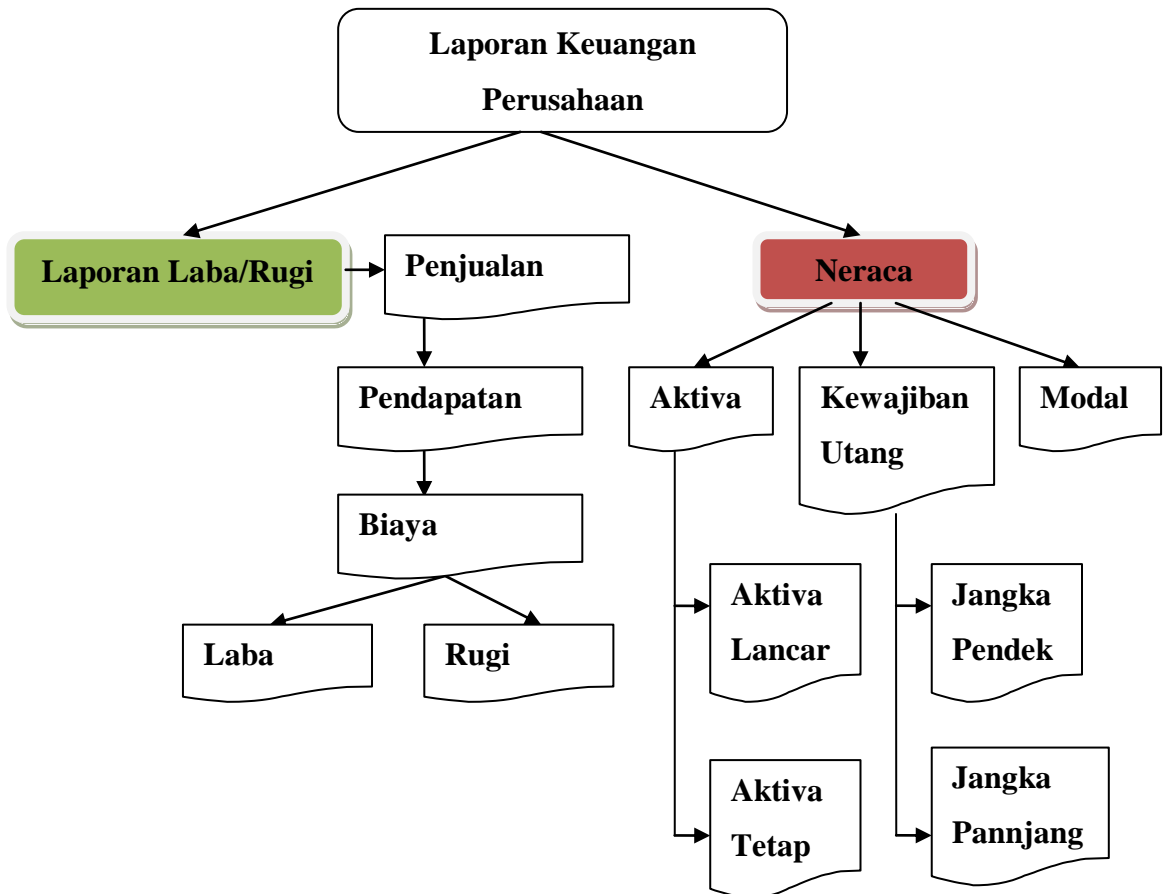 Laporan Keuangan
Perusahaan
Laporan Laba/Rugi
Penjualan
Neraca
Pendapatan
Aktiva
Kewajiban
Utang
Modal
Biaya
Laba
Rugi
Aktiva
Lancar
Jangka
Pendek
Aktiva
Tetap
Jangka
Pannjang